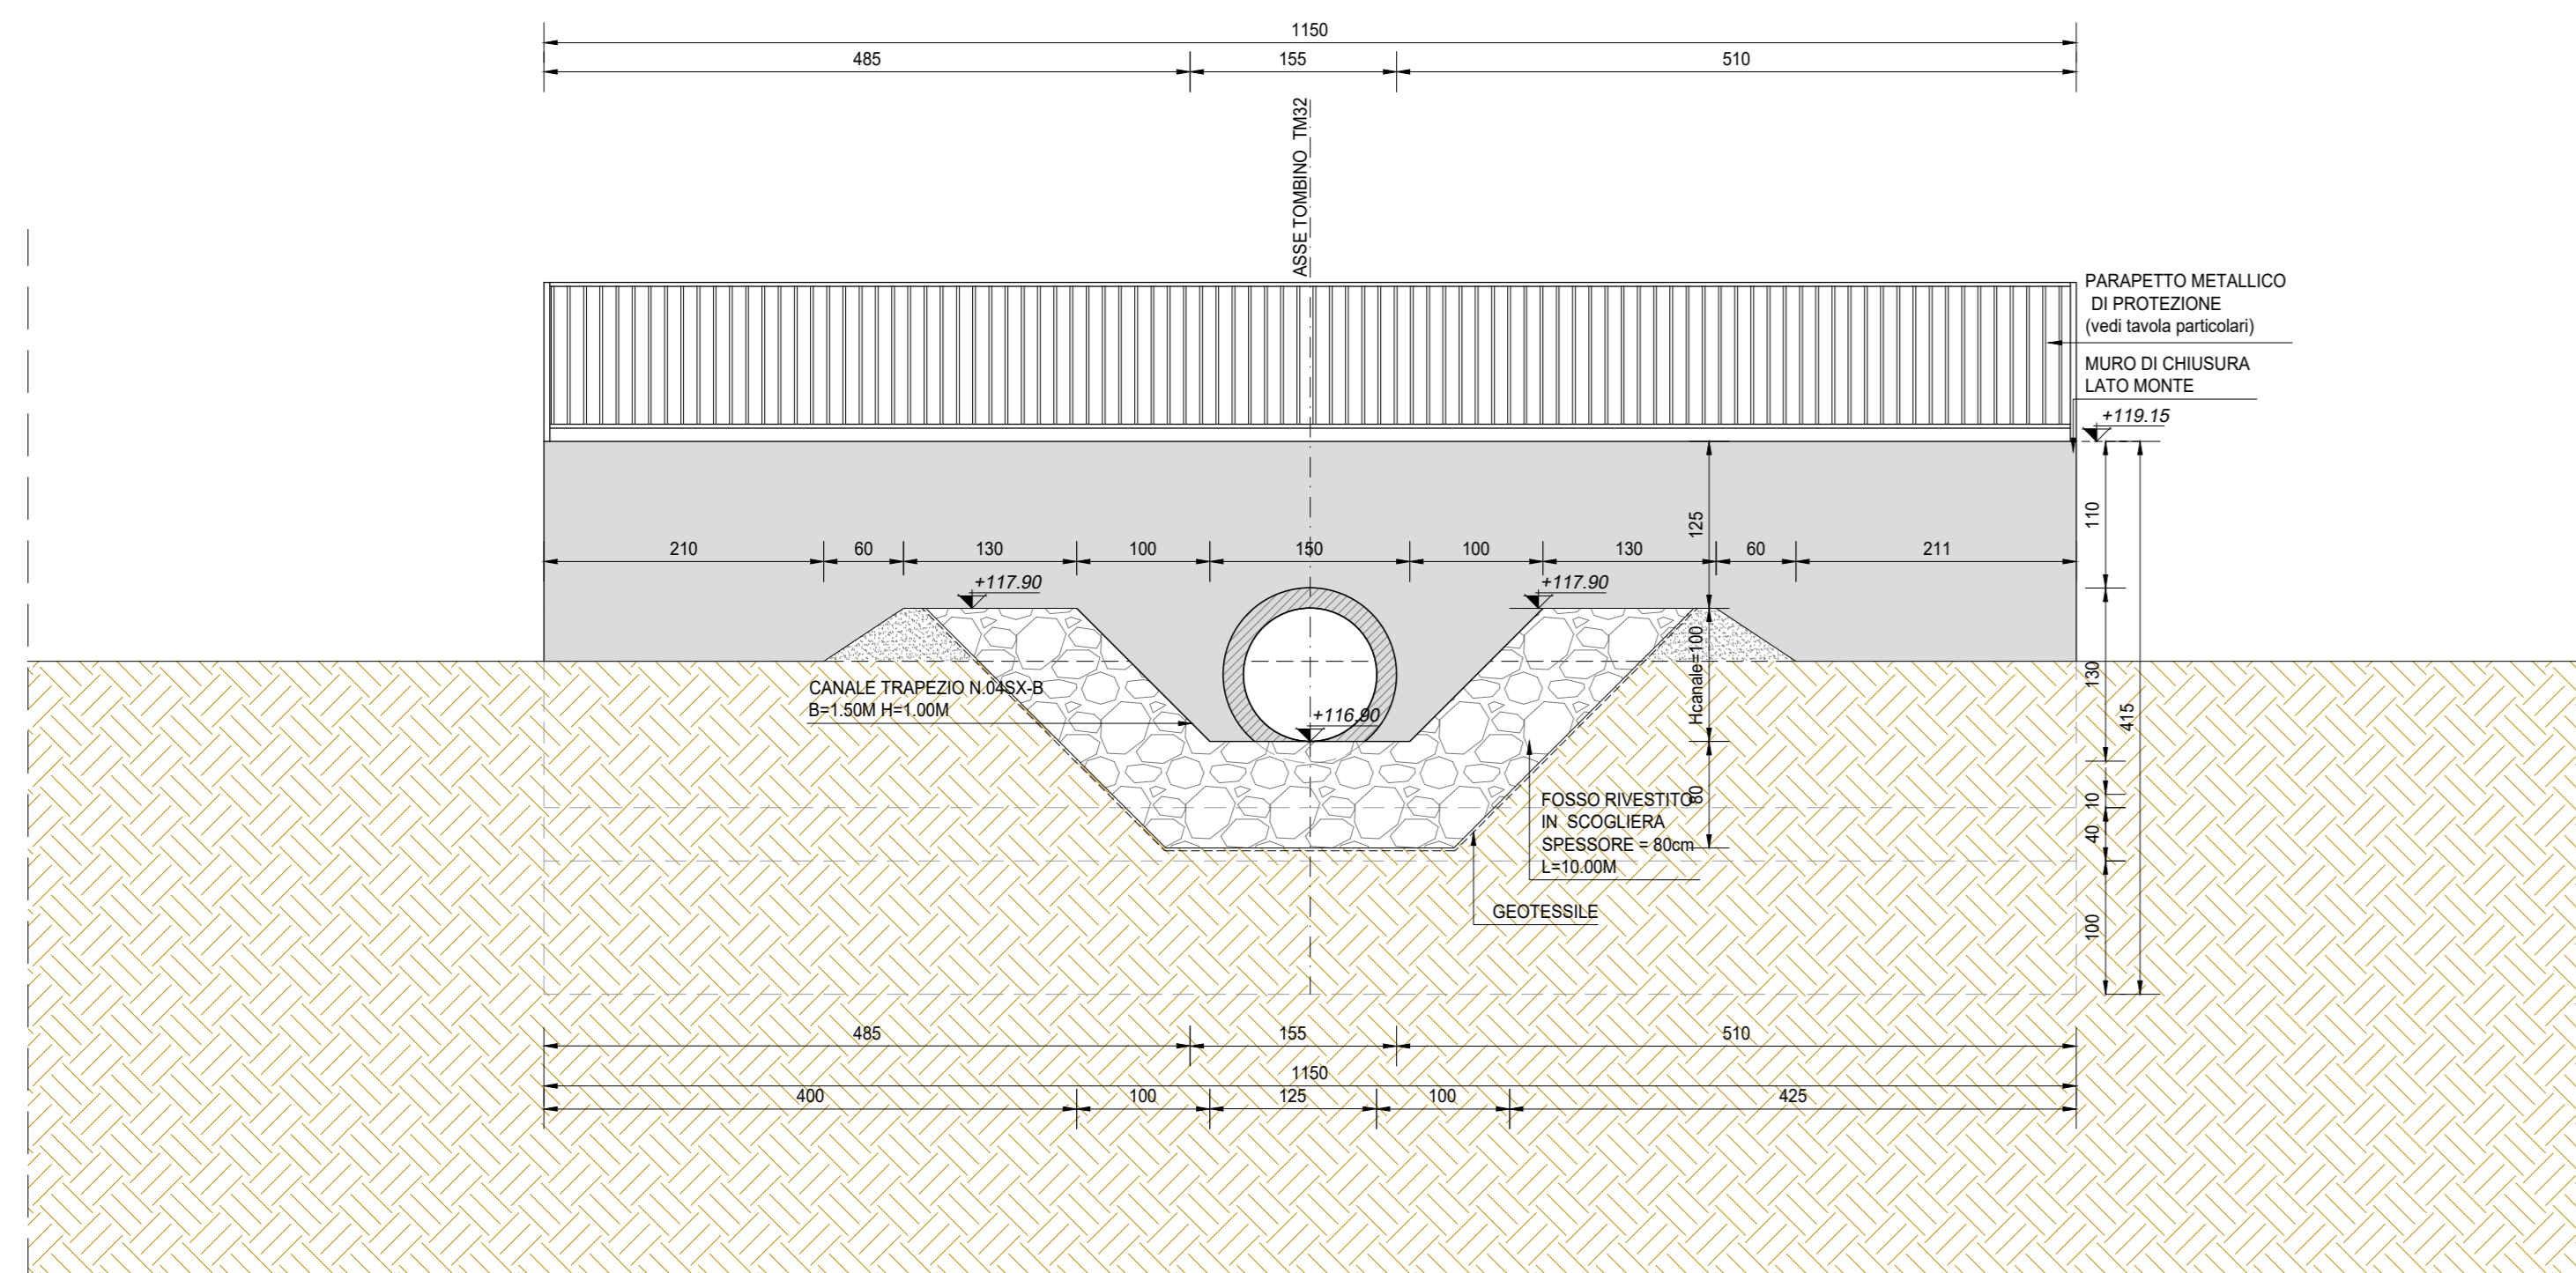 1150
485 155 510
ASSE TOMBINO TM32
PARAPETTO METALLICO
DI PROTEZIONE
(vedi tavola particolari)
MURO DI CHIUSURA
LATO MONTE
+119.15
110
125
210 60 130 100 150 100 130 60 211
+117.90 +117.90
Hcanale=100
130
415
CANALE TRAPEZIO N.04SX-B
B=1.50M H=1.00M
+116.90
80
10
40
100
FOSSO RIVESTITO
IN SCOGLIERA
SPESSORE = 80cm
L=10.00M
GEOTESSILE
485 155 510
1150
400 100 125 100 425